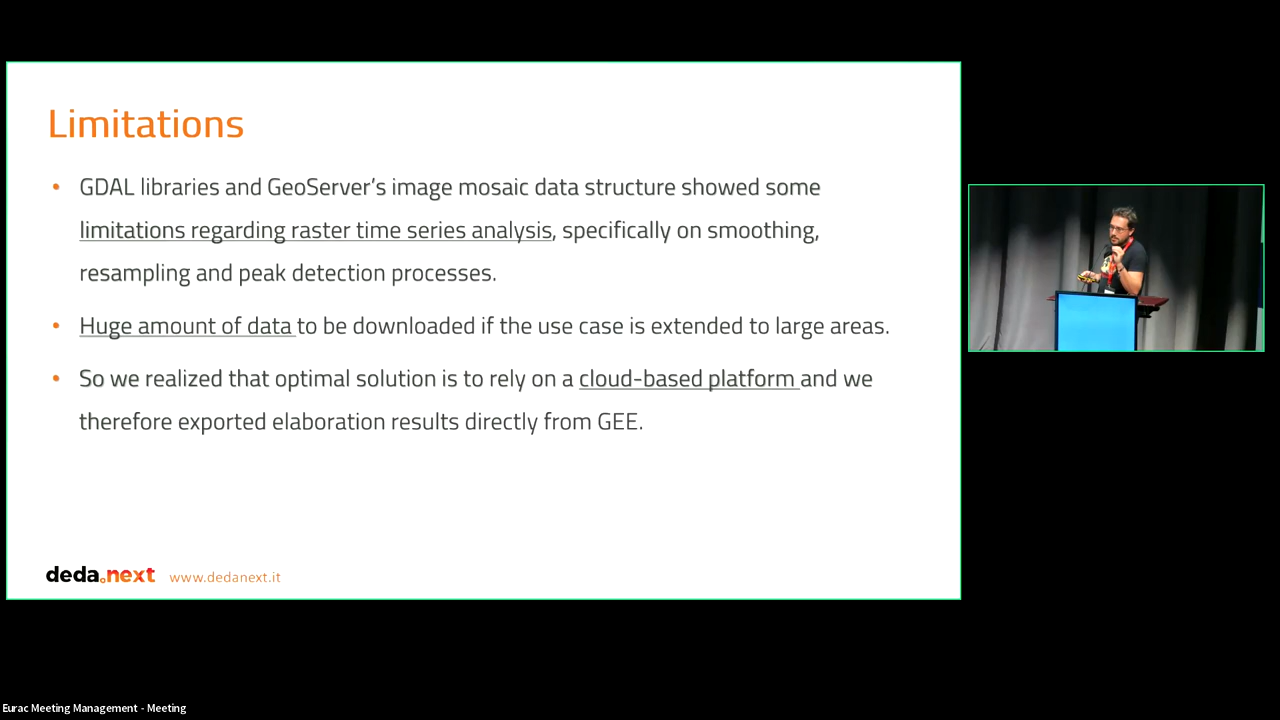 Limitations
• GDAL libraries and GeoServer’s image mosaic data structure showed some
limitations regarding raster time series analysis, specifically on smoothing,
resampling and peak detection processes.
• Huge amount of data to be downloaded if the use case is extended to large areas.
• So we realized that optimal solution is to rely on a cloud-based platform and we
therefore exported elaboration results directly from GEE.
deda.next www.dedanext.it
Eurac Meeting Management - Meeting